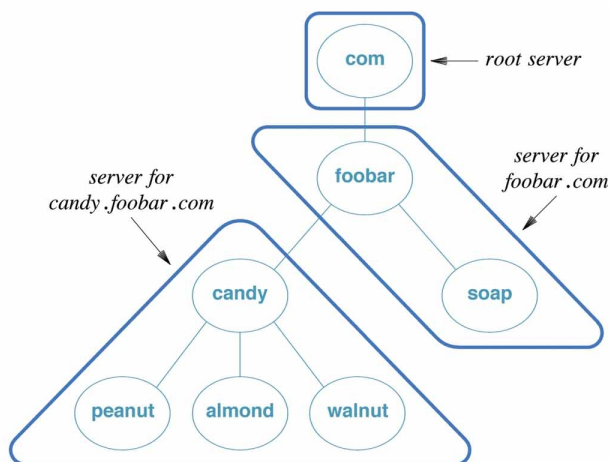 com
root server
foobar
server for
foobar.com
server for
candy.foobar.com
candy
soap
peanut
almond
walnut